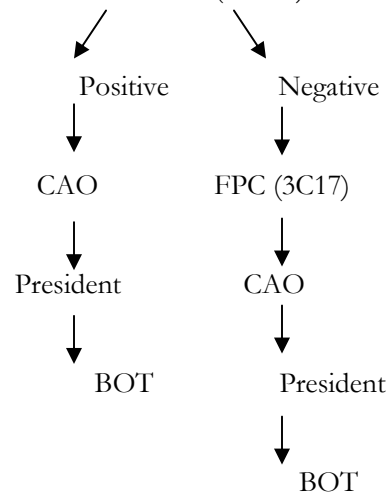 Positive Negative
CAO FPC (3C17)
President CAO
BOT President
BOT